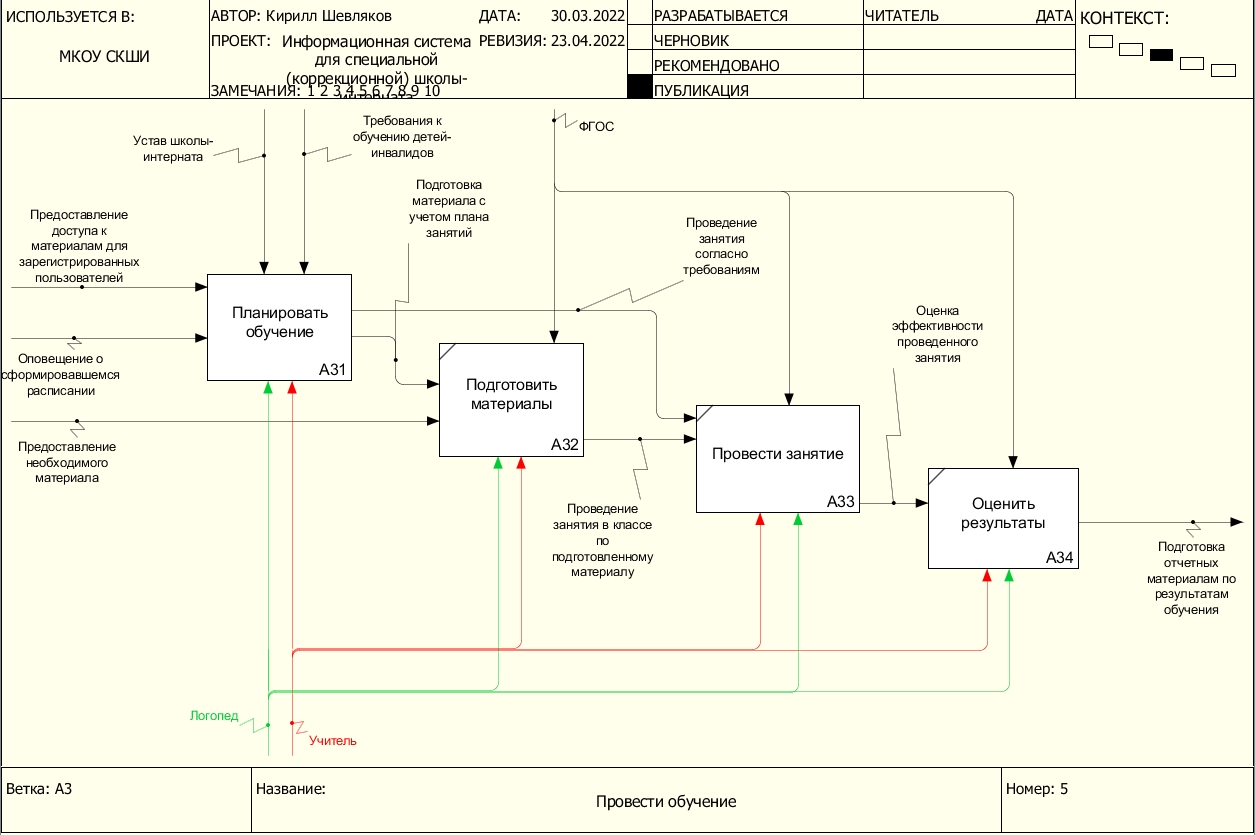 ИСПОЛЬЗУЕТСЯ В:
МКОУ СКШИ
АВТОР: Кирилл Шевляков
ДАТА: 30.03.2022
ПРОЕКТ: Информационная система
для специальной
(коррекционной) школы-
интерната
РЕВИЗИЯ: 23.04.2022
ЗАМЕЧАНИЯ: 1 2 3 4 5 6 7 8 9 10
РАЗРАБАТЫВАЕТСЯ
ЧЕРНОВИК
РЕКОМЕНДОВАНО
ПУБЛИКАЦИЯ
ЧИТАТЕЛЬ
ДАТА
КОНТЕКСТ:
Устав школы-
интерната
Требования к
обучению детей-
инвалидов
ФГОС
Подготовка
материала с
учетом плана
занятий
Предоставление
доступа к
материалам для
зарегистрированных
пользователей
Проведение
занятия
согласно
требованиям
Планировать
обучение
A31
Оценка
эффективности
проведенного
занятия
Оповещение о
сформировавшемся
расписании
Подготовить
материалы
A32
Предоставление
необходимого
материала
Провести занятие
A33
Проведение
занятия в классе
по
подготовленному
материалу
Оценить
результаты
A34
Подготовка
отчетных
материалам по
результатам
обучения
Логопед
Учитель
Ветка: A3
Название:
Провести обучение
Номер: 5